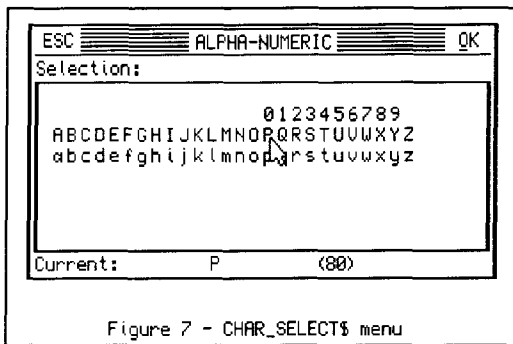 ESC ALPHA-NUMERIC OK
Selection:
0123456789
ABCDEFGHIJKLMNOPQRSTUVWXYZ
abcdefghijklmnopqrstuvwxyz
Current: P (80)
Figure 7 - CHAR_SELECT$ menu